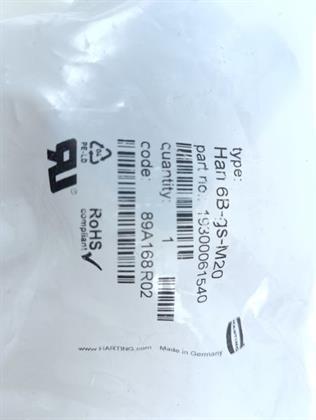 type:
Han 6B-gs-M20
part no.: 19300061540
Quantity: 1
code: 89A168R02
PE-LD
RoHS
compliant
HARTING
www.HARTING.com Made in Germany